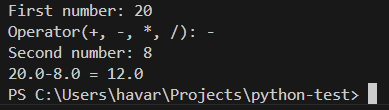 First number: 20
Operator(+, -, *, /): -
Second number: 8
20.0-8.0 = 12.0
PS C:\Users\havar\Projects\python-test>